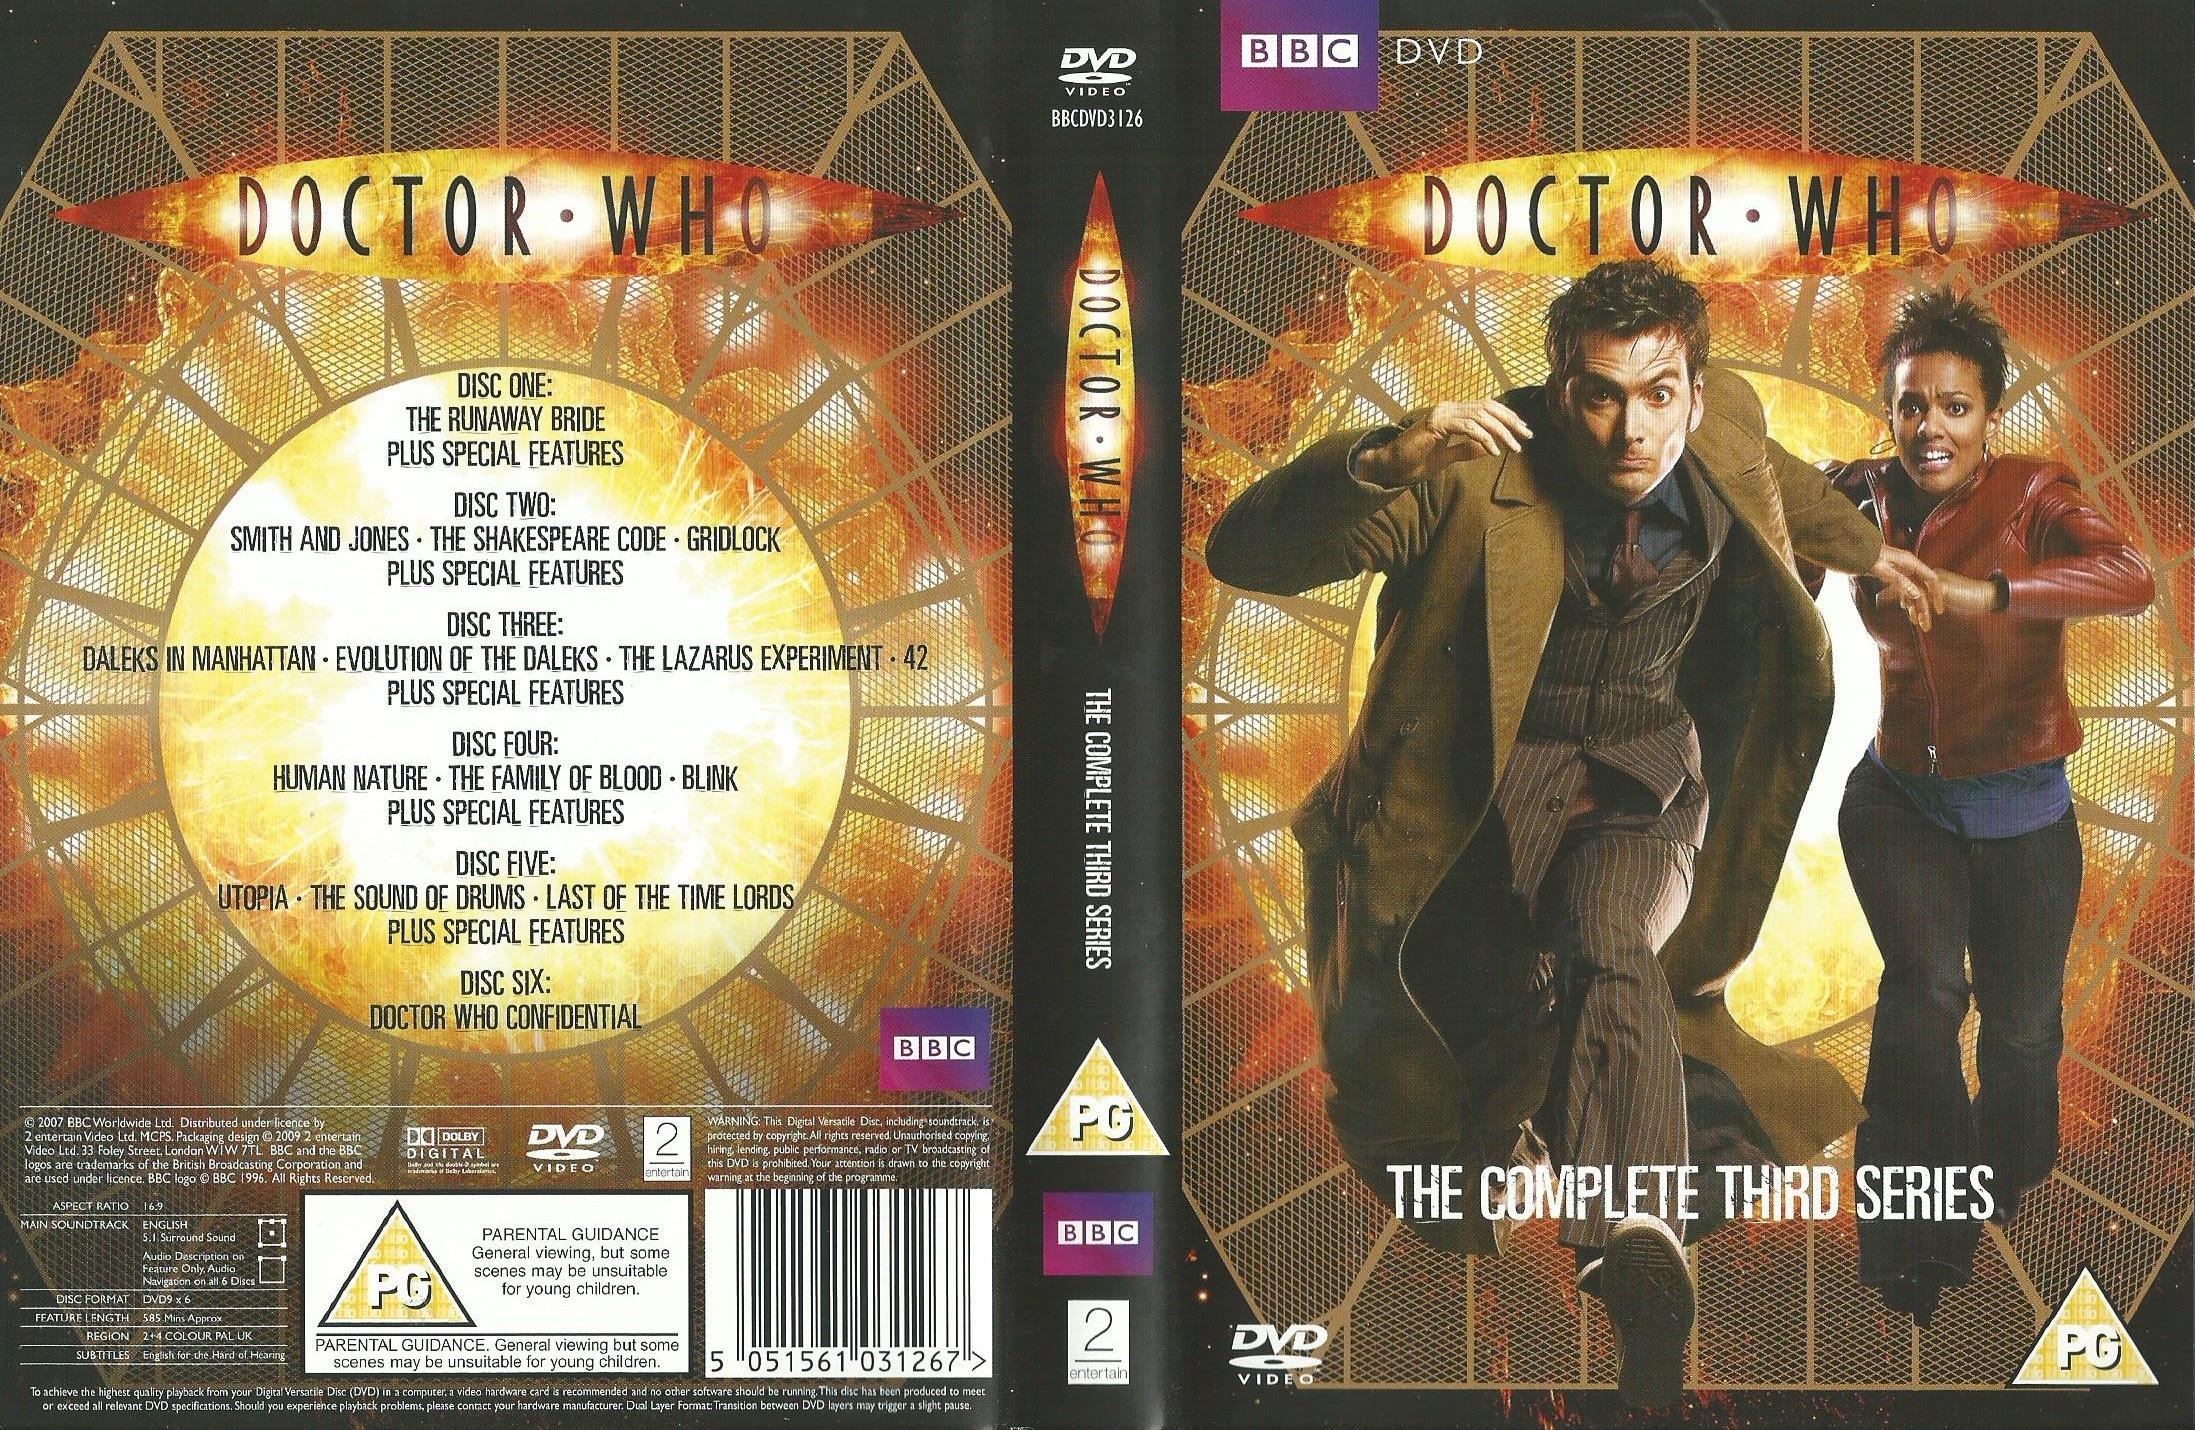 DOCTOR • WHO
DISC ONE:
THE RUNAWAY BRIDE
PLUS SPECIAL FEATURES
DISC TWO:
SMITH AND JONES • THE SHAKESPEARE CODE • GRIDLOCK
PLUS SPECIAL FEATURES
DISC THREE:
DALEKS IN MANHATTAN • EVOLUTION OF THE DALEKS • THE LAZARUS EXPERIMENT • 42
PLUS SPECIAL FEATURES
DISC FOUR:
HUMAN NATURE • THE FAMILY OF BLOOD • BLINK
PLUS SPECIAL FEATURES
DISC FIVE:
UTOPIA • THE SOUND OF DRUMS • LAST OF THE TIME LORDS
PLUS SPECIAL FEATURES
DISC SIX:
DOCTOR WHO CONFIDENTIAL
BBC
© 2007 BBC Worldwide Ltd. Distributed under licence by
2 entertain Video Ltd. MCPS. Packaging design © 2009 2 entertain
Video Ltd. 33 Foley Street, London W1W 7TL BBC and the BBC
logos are trademarks of the British Broadcasting Corporation and
are used under licence. BBC logo © BBC 1996. All Rights Reserved.
DOLBY
DIGITAL
Dolby and the double-D symbol are
trademarks of Dolby Laboratories.
DVD
VIDEO
2
entertain
WARNING: This Digital Versatile Disc, including soundtrack, is
protected by copyright. All rights reserved. Unauthorised copying,
hiring, lending, public performance, radio or TV broadcasting of
this DVD is prohibited. Your attention is drawn to the copyright
warning at the beginning of the programme.
ASPECT RATIO 16:9
MAIN SOUNDTRACK ENGLISH
5.1 Surround Sound
Audio Description on
Feature Only, Audio
Navigation on all 6 Discs
DISC FORMAT DVD9 x 6
FEATURE LENGTH 585 Mins Approx
REGION 2+4 COLOUR PAL UK
SUBTITLES English for the Hard of Hearing
PG
PARENTAL GUIDANCE
General viewing, but some
scenes may be unsuitable
for young children.
PARENTAL GUIDANCE. General viewing but some
scenes may be unsuitable for young children.
5 051561 031267 >
To achieve the highest quality playback from your Digital Versatile Disc (DVD) in a computer, a video hardware card is recommended and no other software should be running. This disc has been produced to meet
or exceed all relevant DVD specifications. Should you experience playback problems, please contact your hardware manufacturer. Dual Layer Format: Transition between DVD layers may trigger a slight pause.
DVD
VIDEO
BBCDVD3126
DOCTOR • WHO
THE COMPLETE THIRD SERIES
PG
BBC
2
entertain
BBC DVD
DOCTOR • WHO
THE COMPLETE THIRD SERIES
DVD
VIDEO
PG